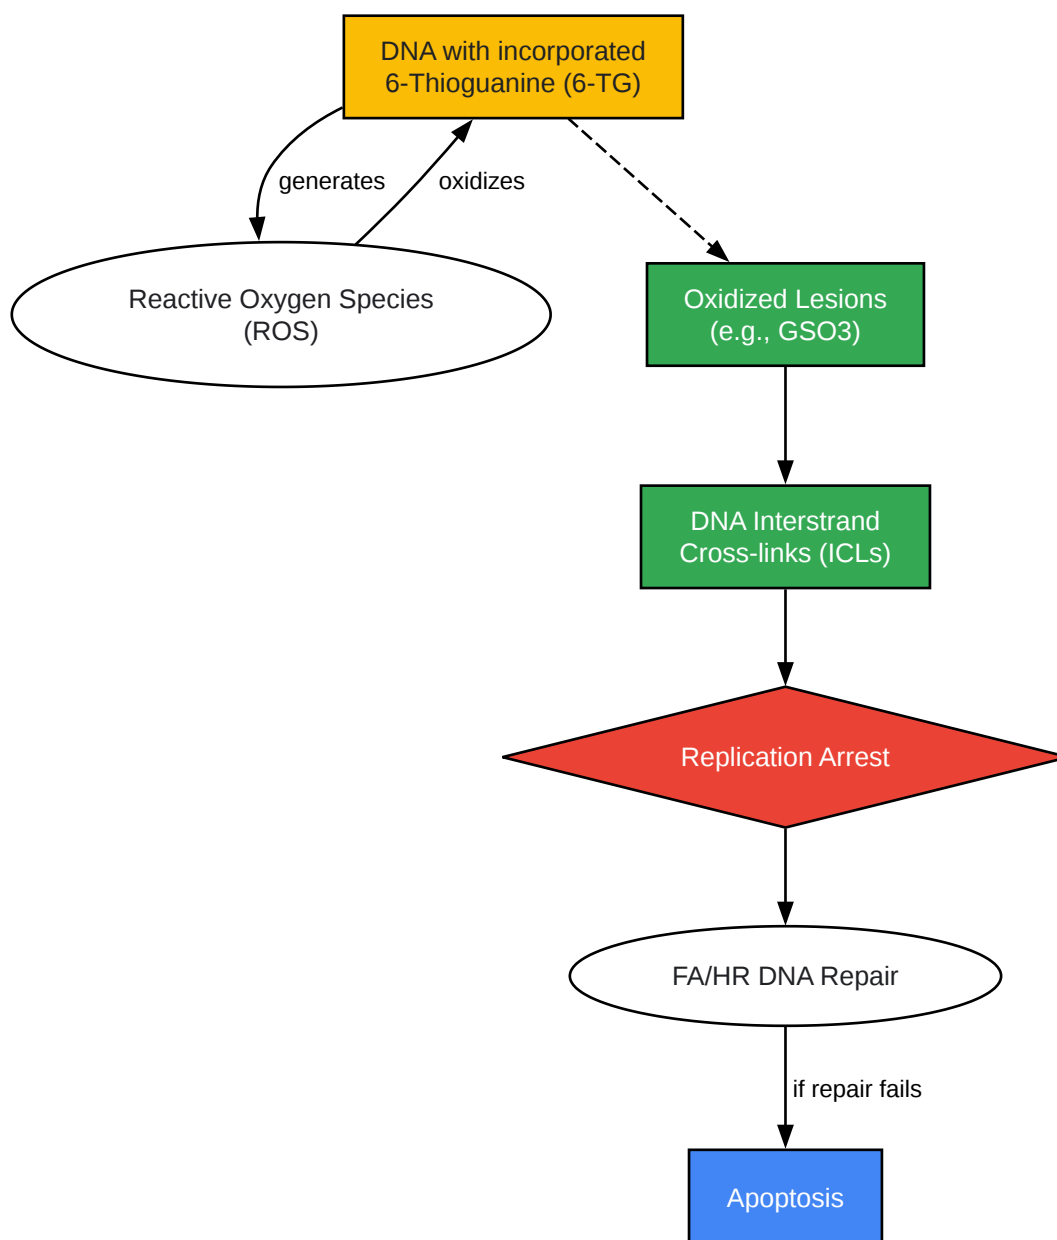 DNA with incorporated
6-Thioguanine (6-TG)
generates
oxidizes
Reactive Oxygen Species
(ROS)
Oxidized Lesions
(e.g., GSO3)
DNA Interstrand
Cross-links (ICLs)
Replication Arrest
FA/HR DNA Repair
if repair fails
Apoptosis